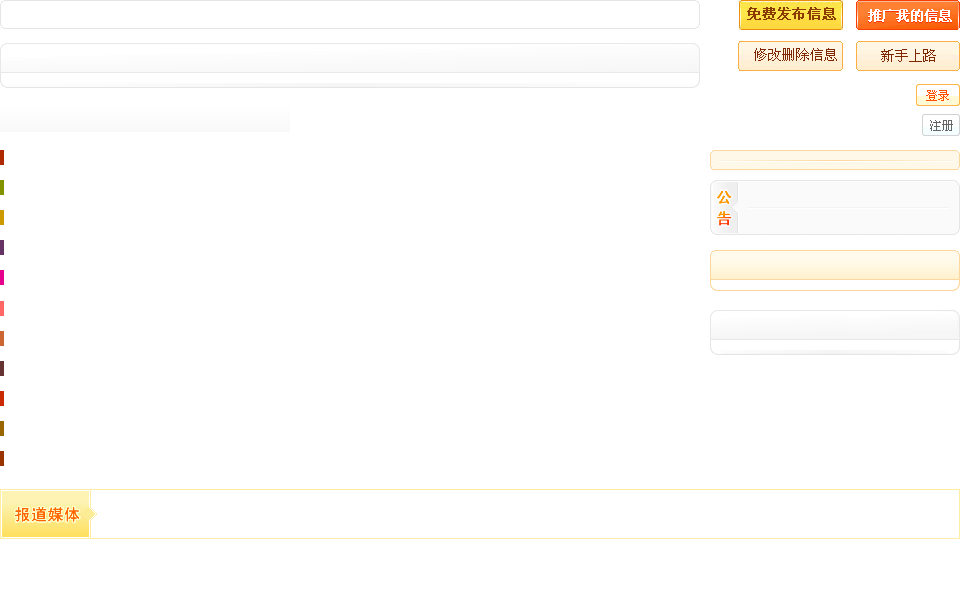 免费发布信息
推广我的信息
修改删除信息
新手上路
登录
注册
公告
报道媒体